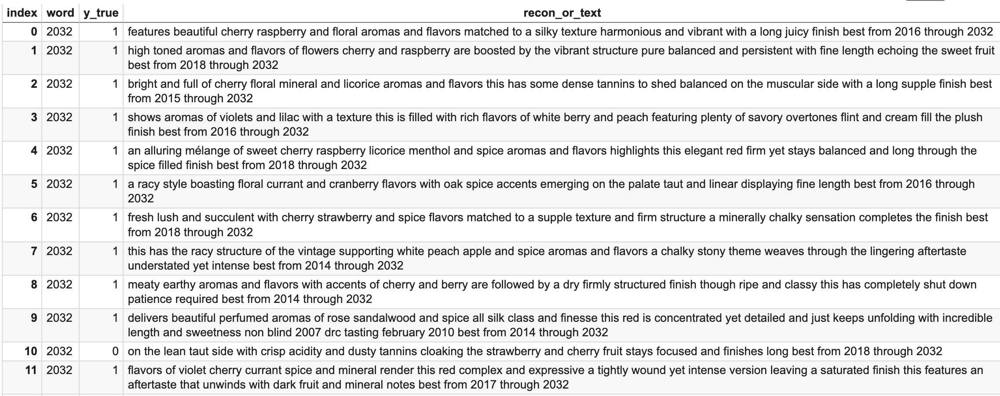 index word y_true recon_or_text
0 2032 1 features beautiful cherry raspberry and floral aromas and flavors matched to a silky texture harmonious and vibrant with a long juicy finish best from 2016 through 2032
1 2032 1 high toned aromas and flavors of flowers cherry and raspberry are boosted by the vibrant structure pure balanced and persistent with fine length echoing the sweet fruit
best from 2018 through 2032
2 2032 1 bright and full of cherry floral mineral and licorice aromas and flavors this has some dense tannins to shed balanced on the muscular side with a long supple finish best
from 2015 through 2032
3 2032 1 shows aromas of violets and lilac with a texture this is filled with rich flavors of white berry and peach featuring plenty of savory overtones flint and cream fill the plush
finish best from 2016 through 2032
4 2032 1 an alluring mélange of sweet cherry raspberry licorice menthol and spice aromas and flavors highlights this elegant red firm yet stays balanced and long through the
spice filled finish best from 2018 through 2032
5 2032 1 a racy style boasting floral currant and cranberry flavors with oak spice accents emerging on the palate taut and linear displaying fine length best from 2016 through
2032
6 2032 1 fresh lush and succulent with cherry strawberry and spice flavors matched to a supple texture and firm structure a minerally chalky sensation completes the finish best
from 2018 through 2032
7 2032 1 this has the racy structure of the vintage supporting white peach apple and spice aromas and flavors a chalky stony theme weaves through the lingering aftertaste
understated yet intense best from 2014 through 2032
8 2032 1 meaty earthy aromas and flavors with accents of cherry and berry are followed by a dry firmly structured finish though ripe and classy this has completely shut down
patience required best from 2014 through 2032
9 2032 1 delivers beautiful perfumed aromas of rose sandalwood and spice all silk class and finesse this red is concentrated yet detailed and just keeps unfolding with incredible
length and sweetness non blind 2007 drc tasting february 2010 best from 2014 through 2032
10 2032 0 on the lean taut side with crisp acidity and dusty tannins cloaking the strawberry and cherry fruit stays focused and finishes long best from 2018 through 2032
11 2032 1 flavors of violet cherry currant spice and mineral render this red complex and expressive a tightly wound yet intense version leaving a saturated finish this features an
aftertaste that unwinds with dark fruit and mineral notes best from 2017 through 2032